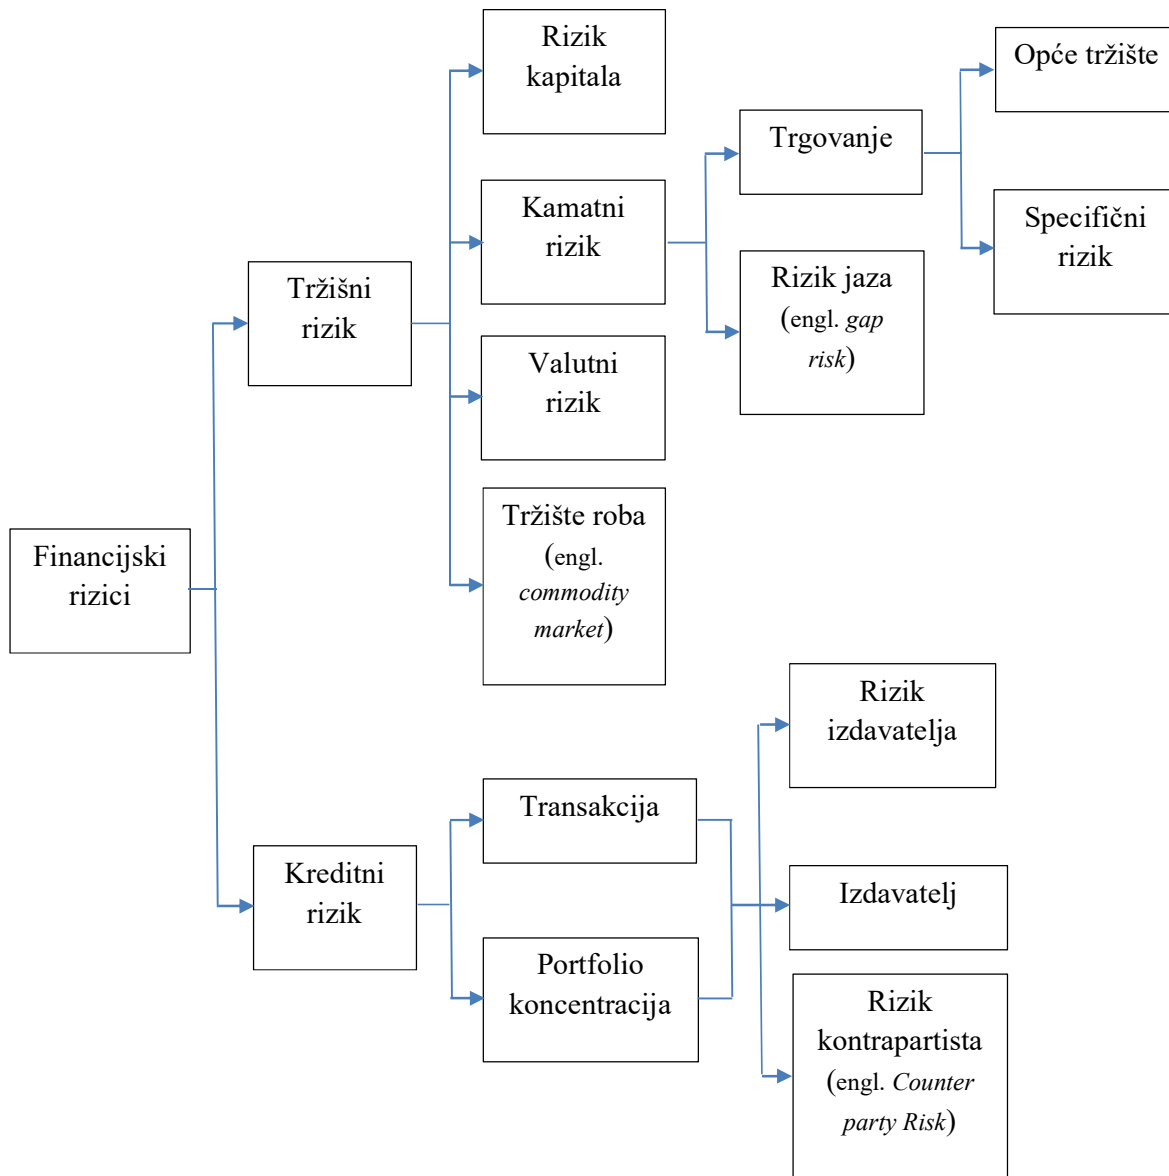 Rizik
kapitala
Opće tržište
Trgovanje
Kamatni
rizik
Specifični
rizik
Tržišni
rizik
Rizik jaza
(engl. gap
risk)
Valutni
rizik
Tržište roba
(engl.
commodity
market)
Financijski
rizici
Rizik
izdavatelja
Transakcija
Kreditni
rizik
Izdavatelj
Portfolio
koncentracija
Rizik
kontrapartista
(engl. Counter
party Risk)